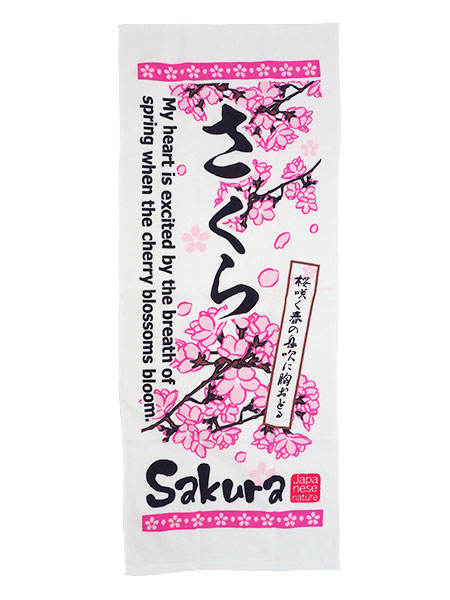 さくら
My heart is excited by the breath of
spring when the cherry blossoms bloom.
桜咲く春の息吹に胸おどる
Sakura
Japa
nese
nature